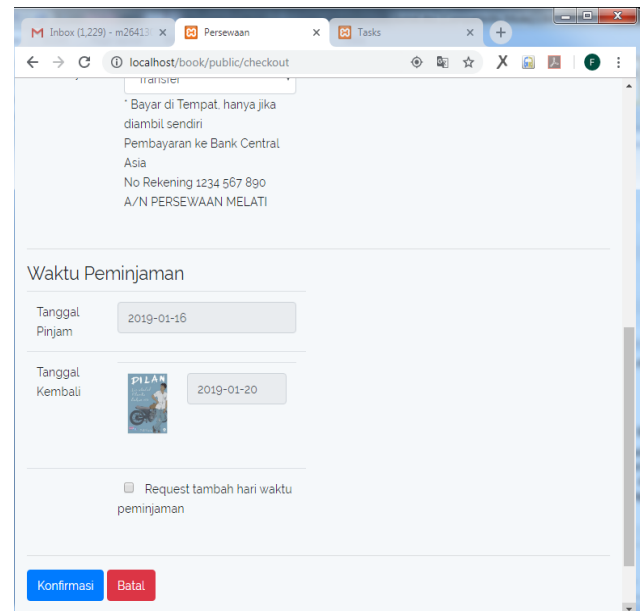 Inbox (1,229) - m26413
Persewaan
Tasks
localhost/book/public/checkout
F
Transfer
* Bayar di Tempat. hanya jika
diambil sendiri
Pembayaran ke Bank Central
Asia
No Rekening 1234 567 890
A/N PERSEWAAN MELATI
Waktu Peminjaman
Tanggal
Pinjam
2019-01-16
Tanggal
Kembali
PILAN
2019-01-20
Request tambah hari waktu
peminjaman
Konfirmasi
Batal